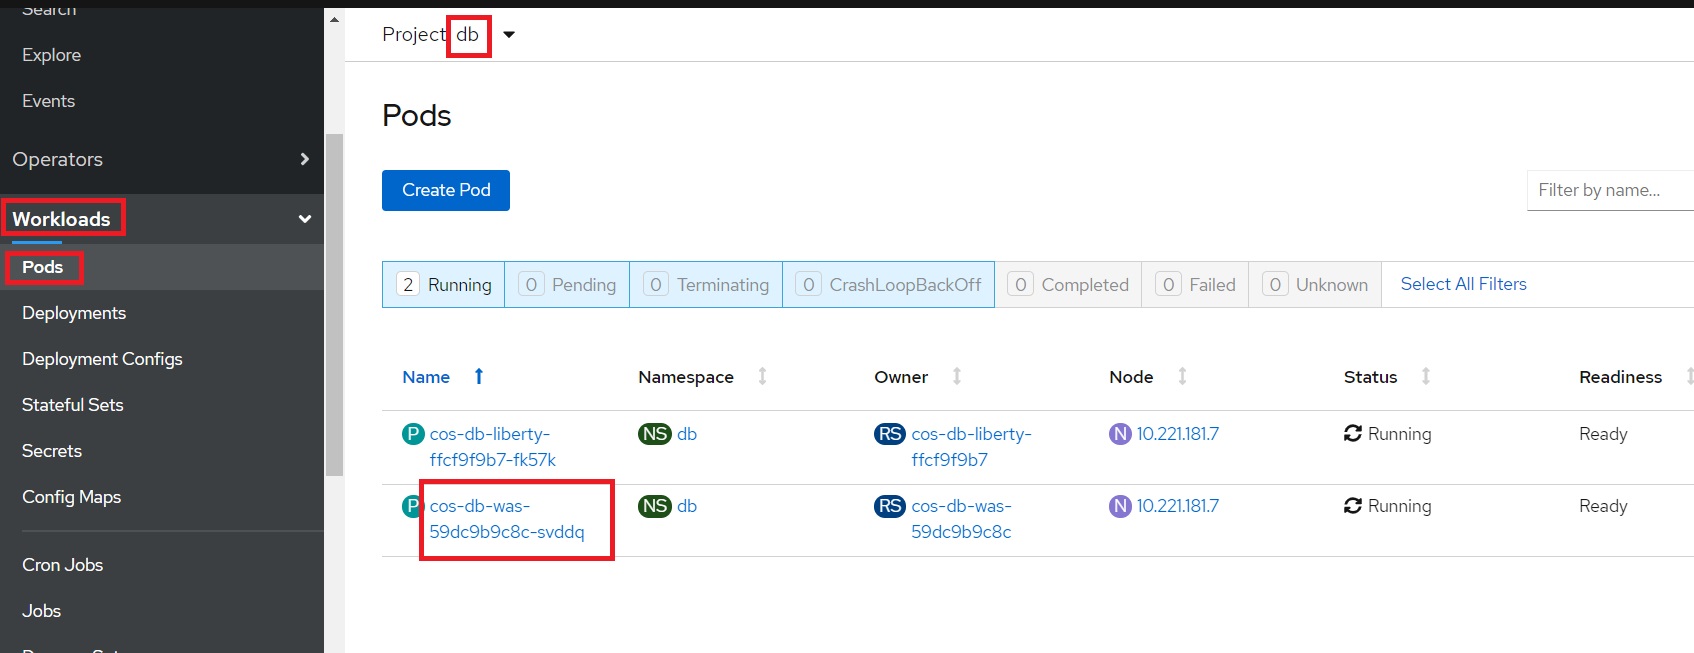 Search
Explore
Events
Operators
Workloads
Pods
Deployments
Deployment Configs
Stateful Sets
Secrets
Config Maps
Cron Jobs
Jobs
Project db
Pods
Create Pod
Filter by name...
2 Running 0 Pending 0 Terminating 0 CrashLoopBackOff 0 Completed 0 Failed 0 Unknown Select All Filters
Name Namespace Owner Node Status Readiness
P cos-db-liberty- NS db RS cos-db-liberty- N 10.221.181.7 Running Ready
ffcf9f9b7-fk57k ffcf9f9b7
P cos-db-was- NS db RS cos-db-was- N 10.221.181.7 Running Ready
59dc9b9c8c-svddq 59dc9b9c8c